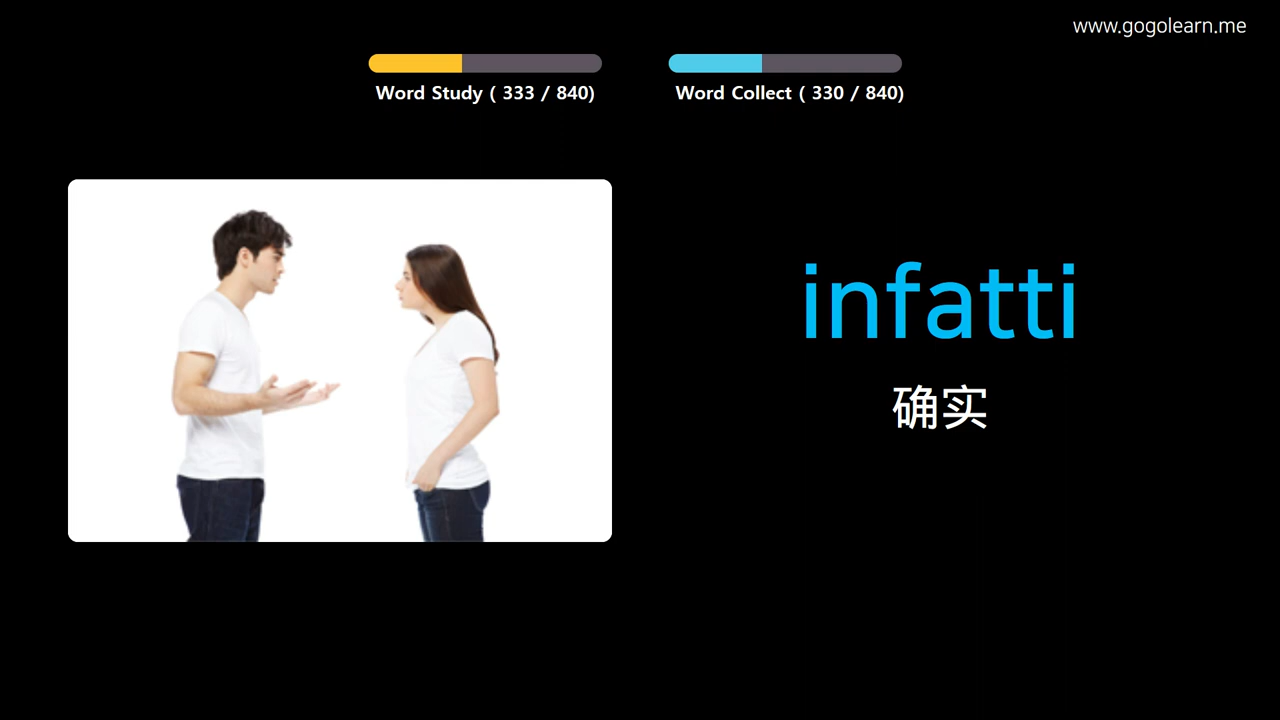 www.gogolearn.me
Word Study ( 333 / 840)
Word Collect ( 330 / 840)
infatti
确实